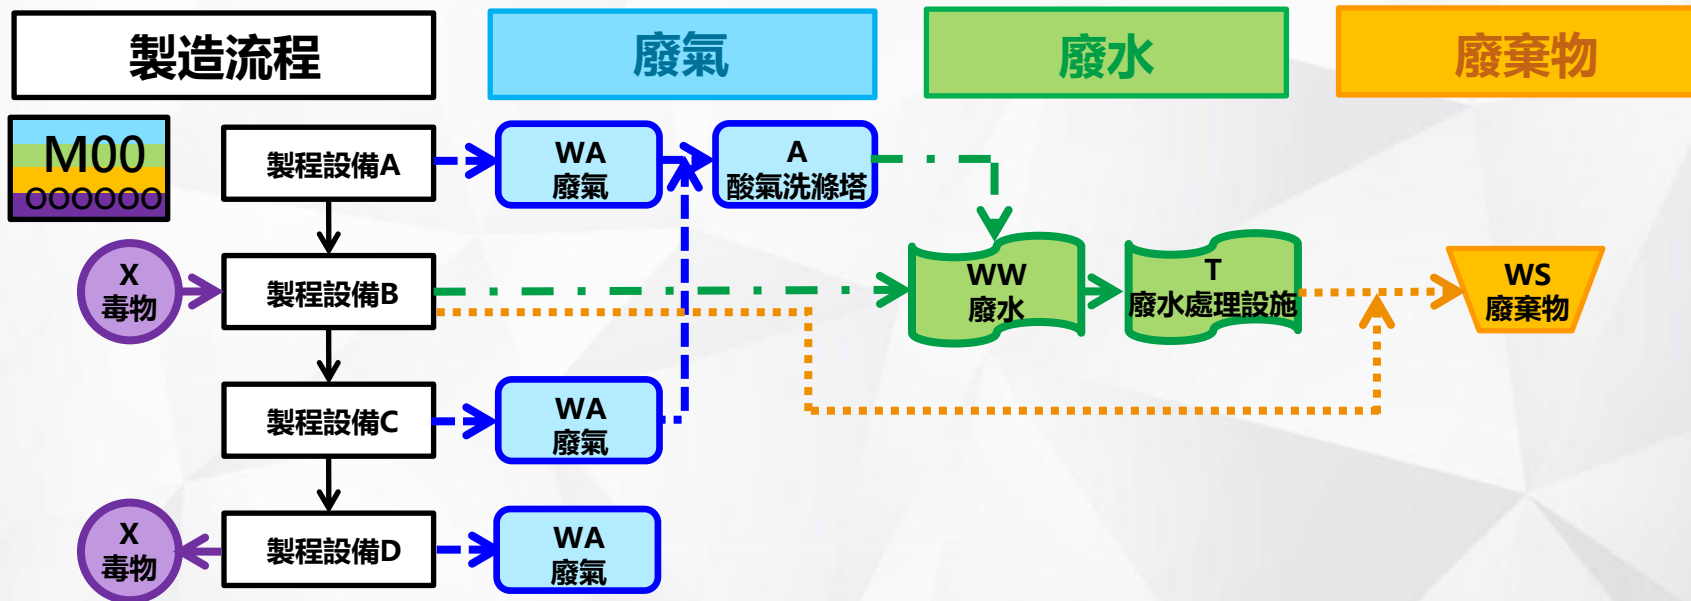 製造流程
廢氣
廢水
廢棄物
M00
OOOOOO
製程設備A
WA
廢氣
A
酸氣洗滌塔
X
毒物
製程設備B
WW
廢水
T
廢水處理設施
WS
廢棄物
製程設備C
WA
廢氣
X
毒物
製程設備D
WA
廢氣